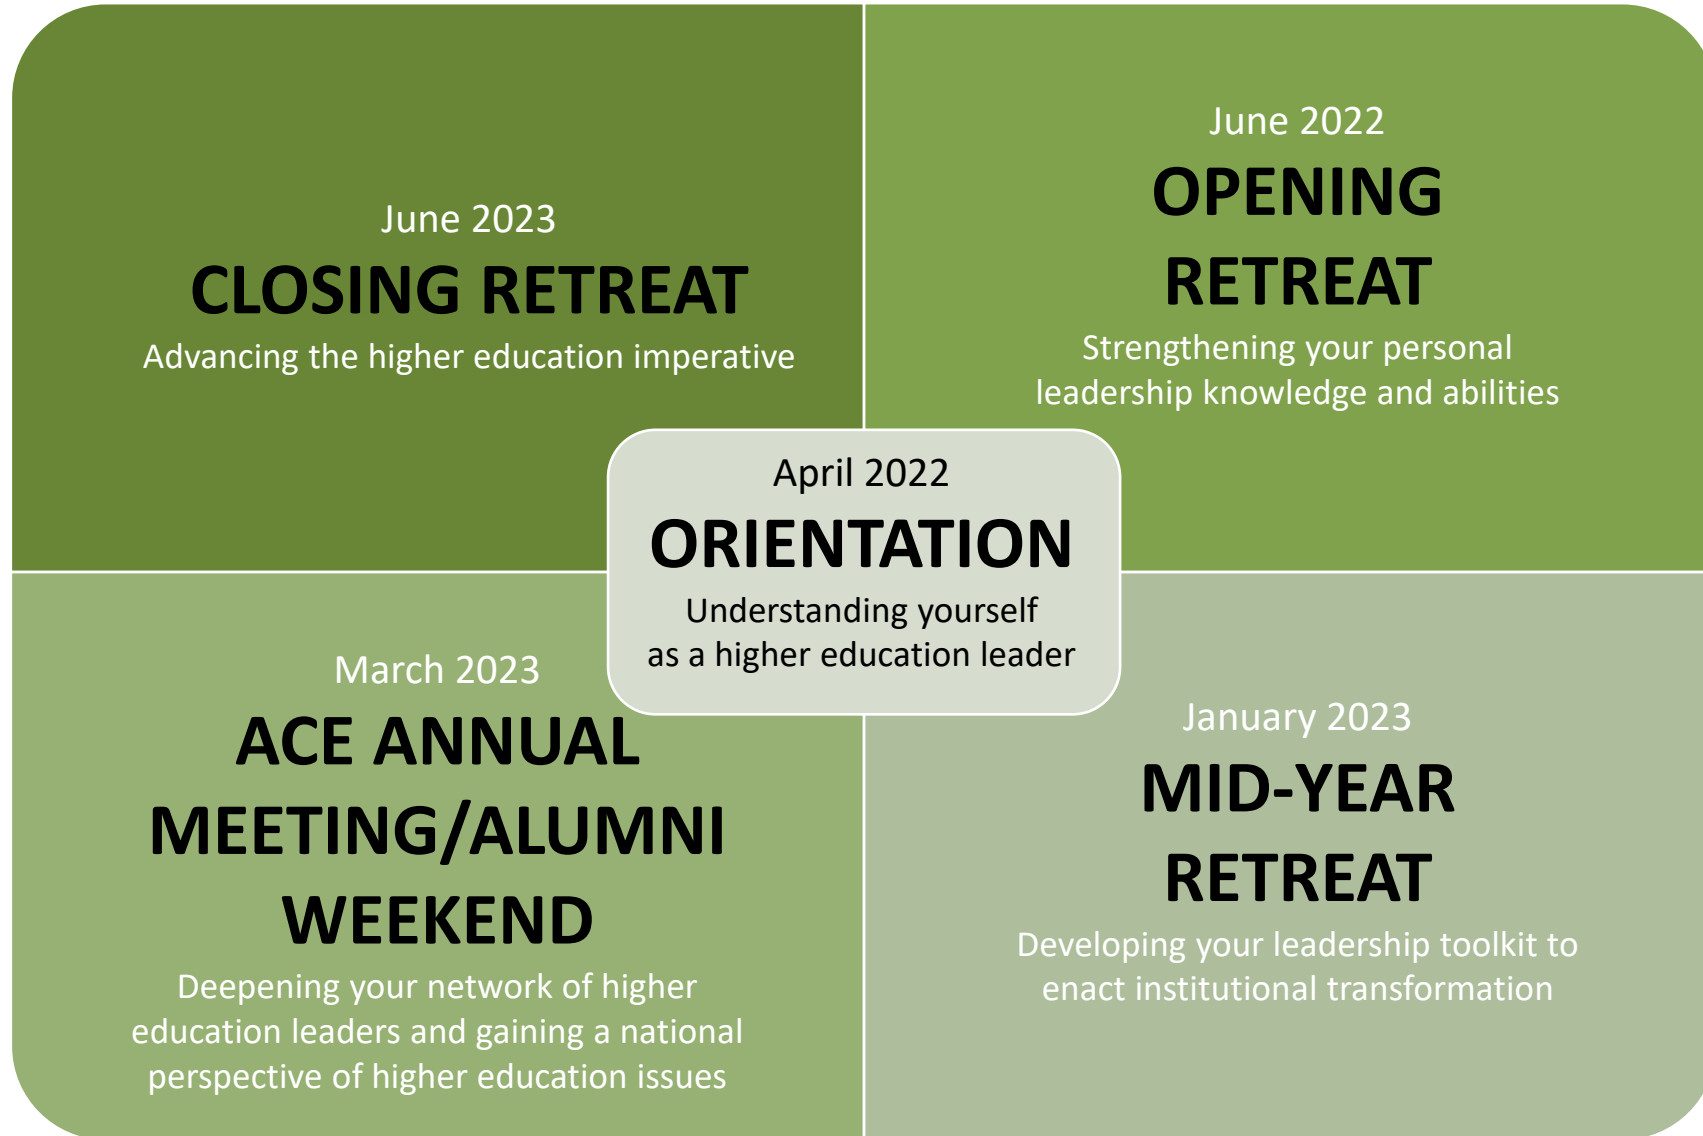 June 2023
CLOSING RETREAT
Advancing the higher education imperative
June 2022
OPENING
RETREAT
Strengthening your personal
leadership knowledge and abilities
April 2022
ORIENTATION
Understanding yourself
as a higher education leader
March 2023
ACE ANNUAL
MEETING/ALUMNI
WEEKEND
Deepening your network of higher
education leaders and gaining a national
perspective of higher education issues
January 2023
MID-YEAR
RETREAT
Developing your leadership toolkit to
enact institutional transformation